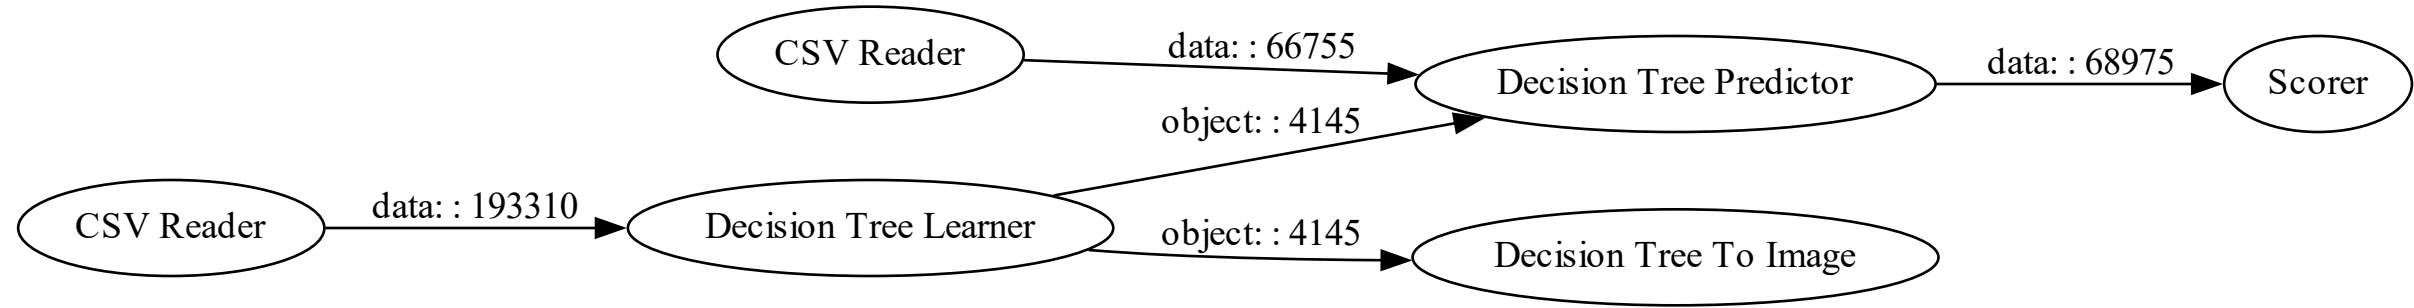 CSV Reader
data: : 66755
Decision Tree Predictor
data: : 68975
Scorer
object: : 4145
CSV Reader
data: : 193310
Decision Tree Learner
object: : 4145
Decision Tree To Image